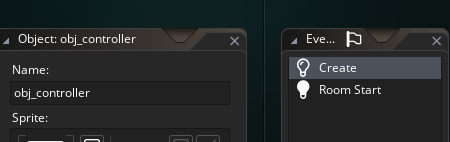 Object: obj_controller
Name:
obj_controller
Sprite:
Eve...
Create
Room Start